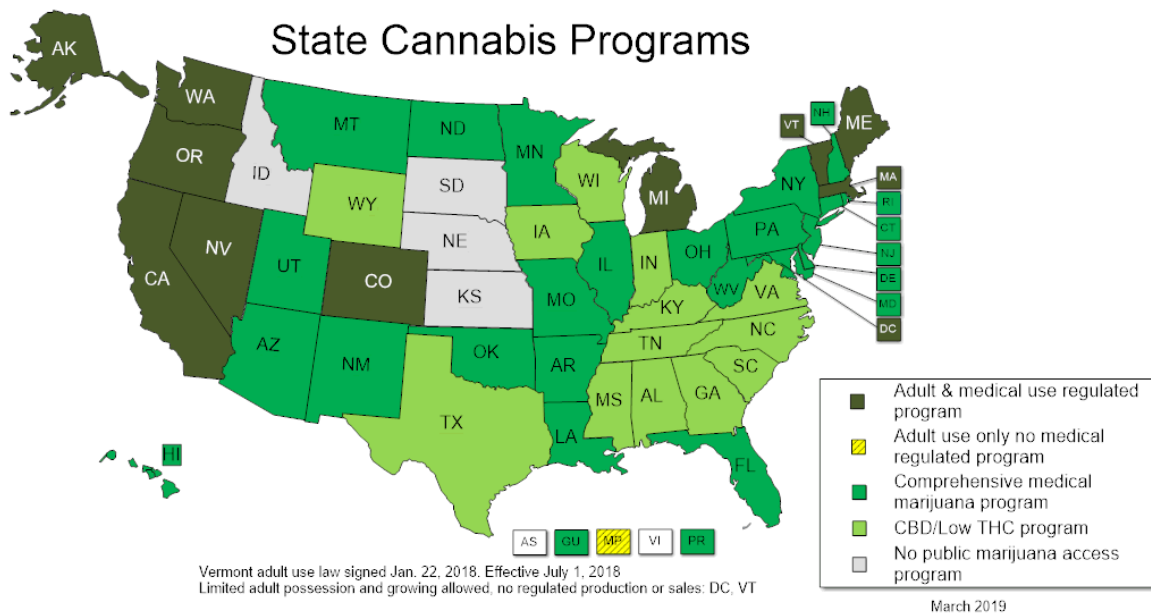 State Cannabis Programs
AK
WA
OR
CA
NV
ID
MT
WY
UT
CO
AZ
NM
ND
SD
NE
KS
OK
TX
MN
IA
MO
AR
LA
WI
IL
MI
IN
OH
KY
TN
MS
AL
GA
FL
SC
NC
VA
WV
PA
NY
VT
NH
ME
MA
RI
CT
NJ
DE
MD
DC
HI
AS
GU
MP
VI
PR
Adult & medical use regulated
program
Adult use only no medical
regulated program
Comprehensive medical
marijuana program
CBD/Low THC program
No public marijuana access
program
Vermont adult use law signed Jan. 22, 2018. Effective July 1, 2018
Limited adult possession and growing allowed, no regulated production or sales: DC, VT
March 2019